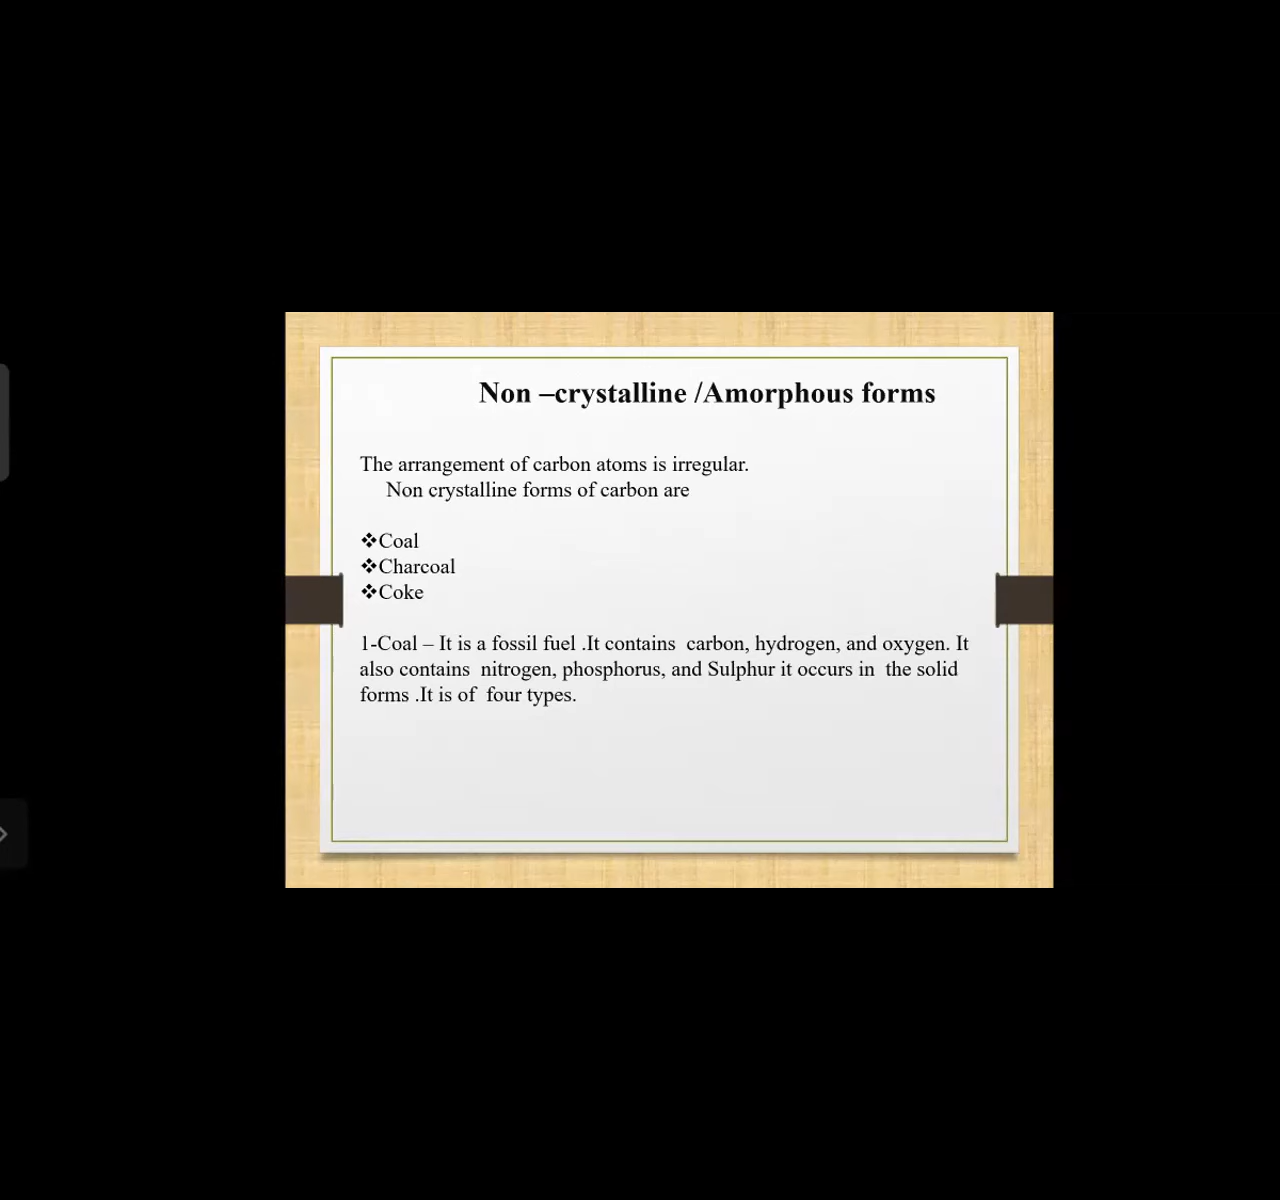 Non –crystalline /Amorphous forms
The arrangement of carbon atoms is irregular.
Non crystalline forms of carbon are
❖Coal
❖Charcoal
❖Coke
1-Coal – It is a fossil fuel .It contains  carbon, hydrogen, and oxygen. It
also contains  nitrogen, phosphorus, and Sulphur it occurs in  the solid
forms .It is of  four types.